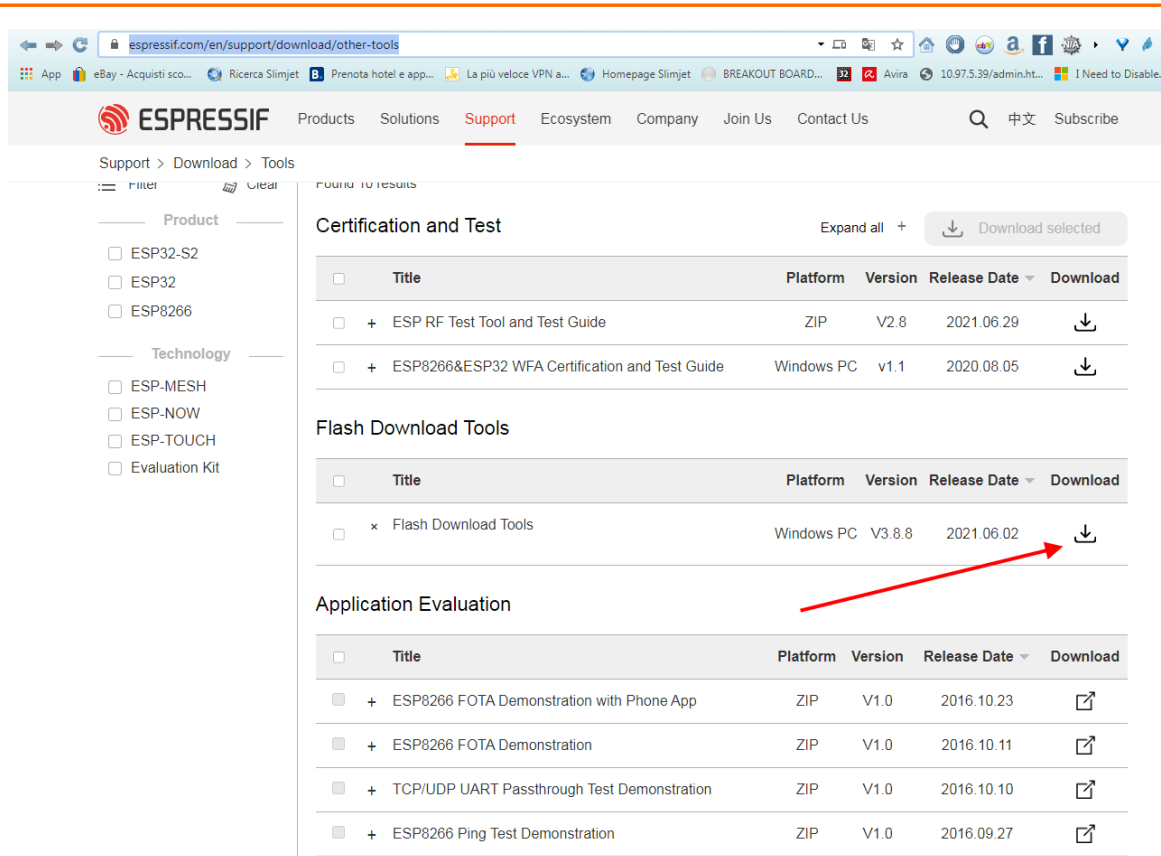 espressif.com/en/support/download/other-tools
App eBay - Acquisti sco... Ricerca Slimjet B. Prenota hotel e app... La più veloce VPN a... Homepage Slimjet BREAKOUT BOARD... 32 Avira 10.97.5.39/admin.ht... I Need to Disable.
ESPRESSIF Products Solutions Support Ecosystem Company Join Us Contact Us 中文 Subscribe
Support > Download > Tools
Filter Clear
Found 10 results
Product
ESP32-S2
ESP32
ESP8266
Technology
ESP-MESH
ESP-NOW
ESP-TOUCH
Evaluation Kit
Certification and Test Expand all + Download selected
Title Platform Version Release Date Download
+ ESP RF Test Tool and Test Guide ZIP V2.8 2021.06.29
+ ESP8266&ESP32 WFA Certification and Test Guide Windows PC v1.1 2020.08.05
Flash Download Tools
Title Platform Version Release Date Download
× Flash Download Tools Windows PC V3.8.8 2021.06.02
Application Evaluation
Title Platform Version Release Date Download
+ ESP8266 FOTA Demonstration with Phone App ZIP V1.0 2016.10.23
+ ESP8266 FOTA Demonstration ZIP V1.0 2016.10.11
+ TCP/UDP UART Passthrough Test Demonstration ZIP V1.0 2016.10.10
+ ESP8266 Ping Test Demonstration ZIP V1.0 2016.09.27